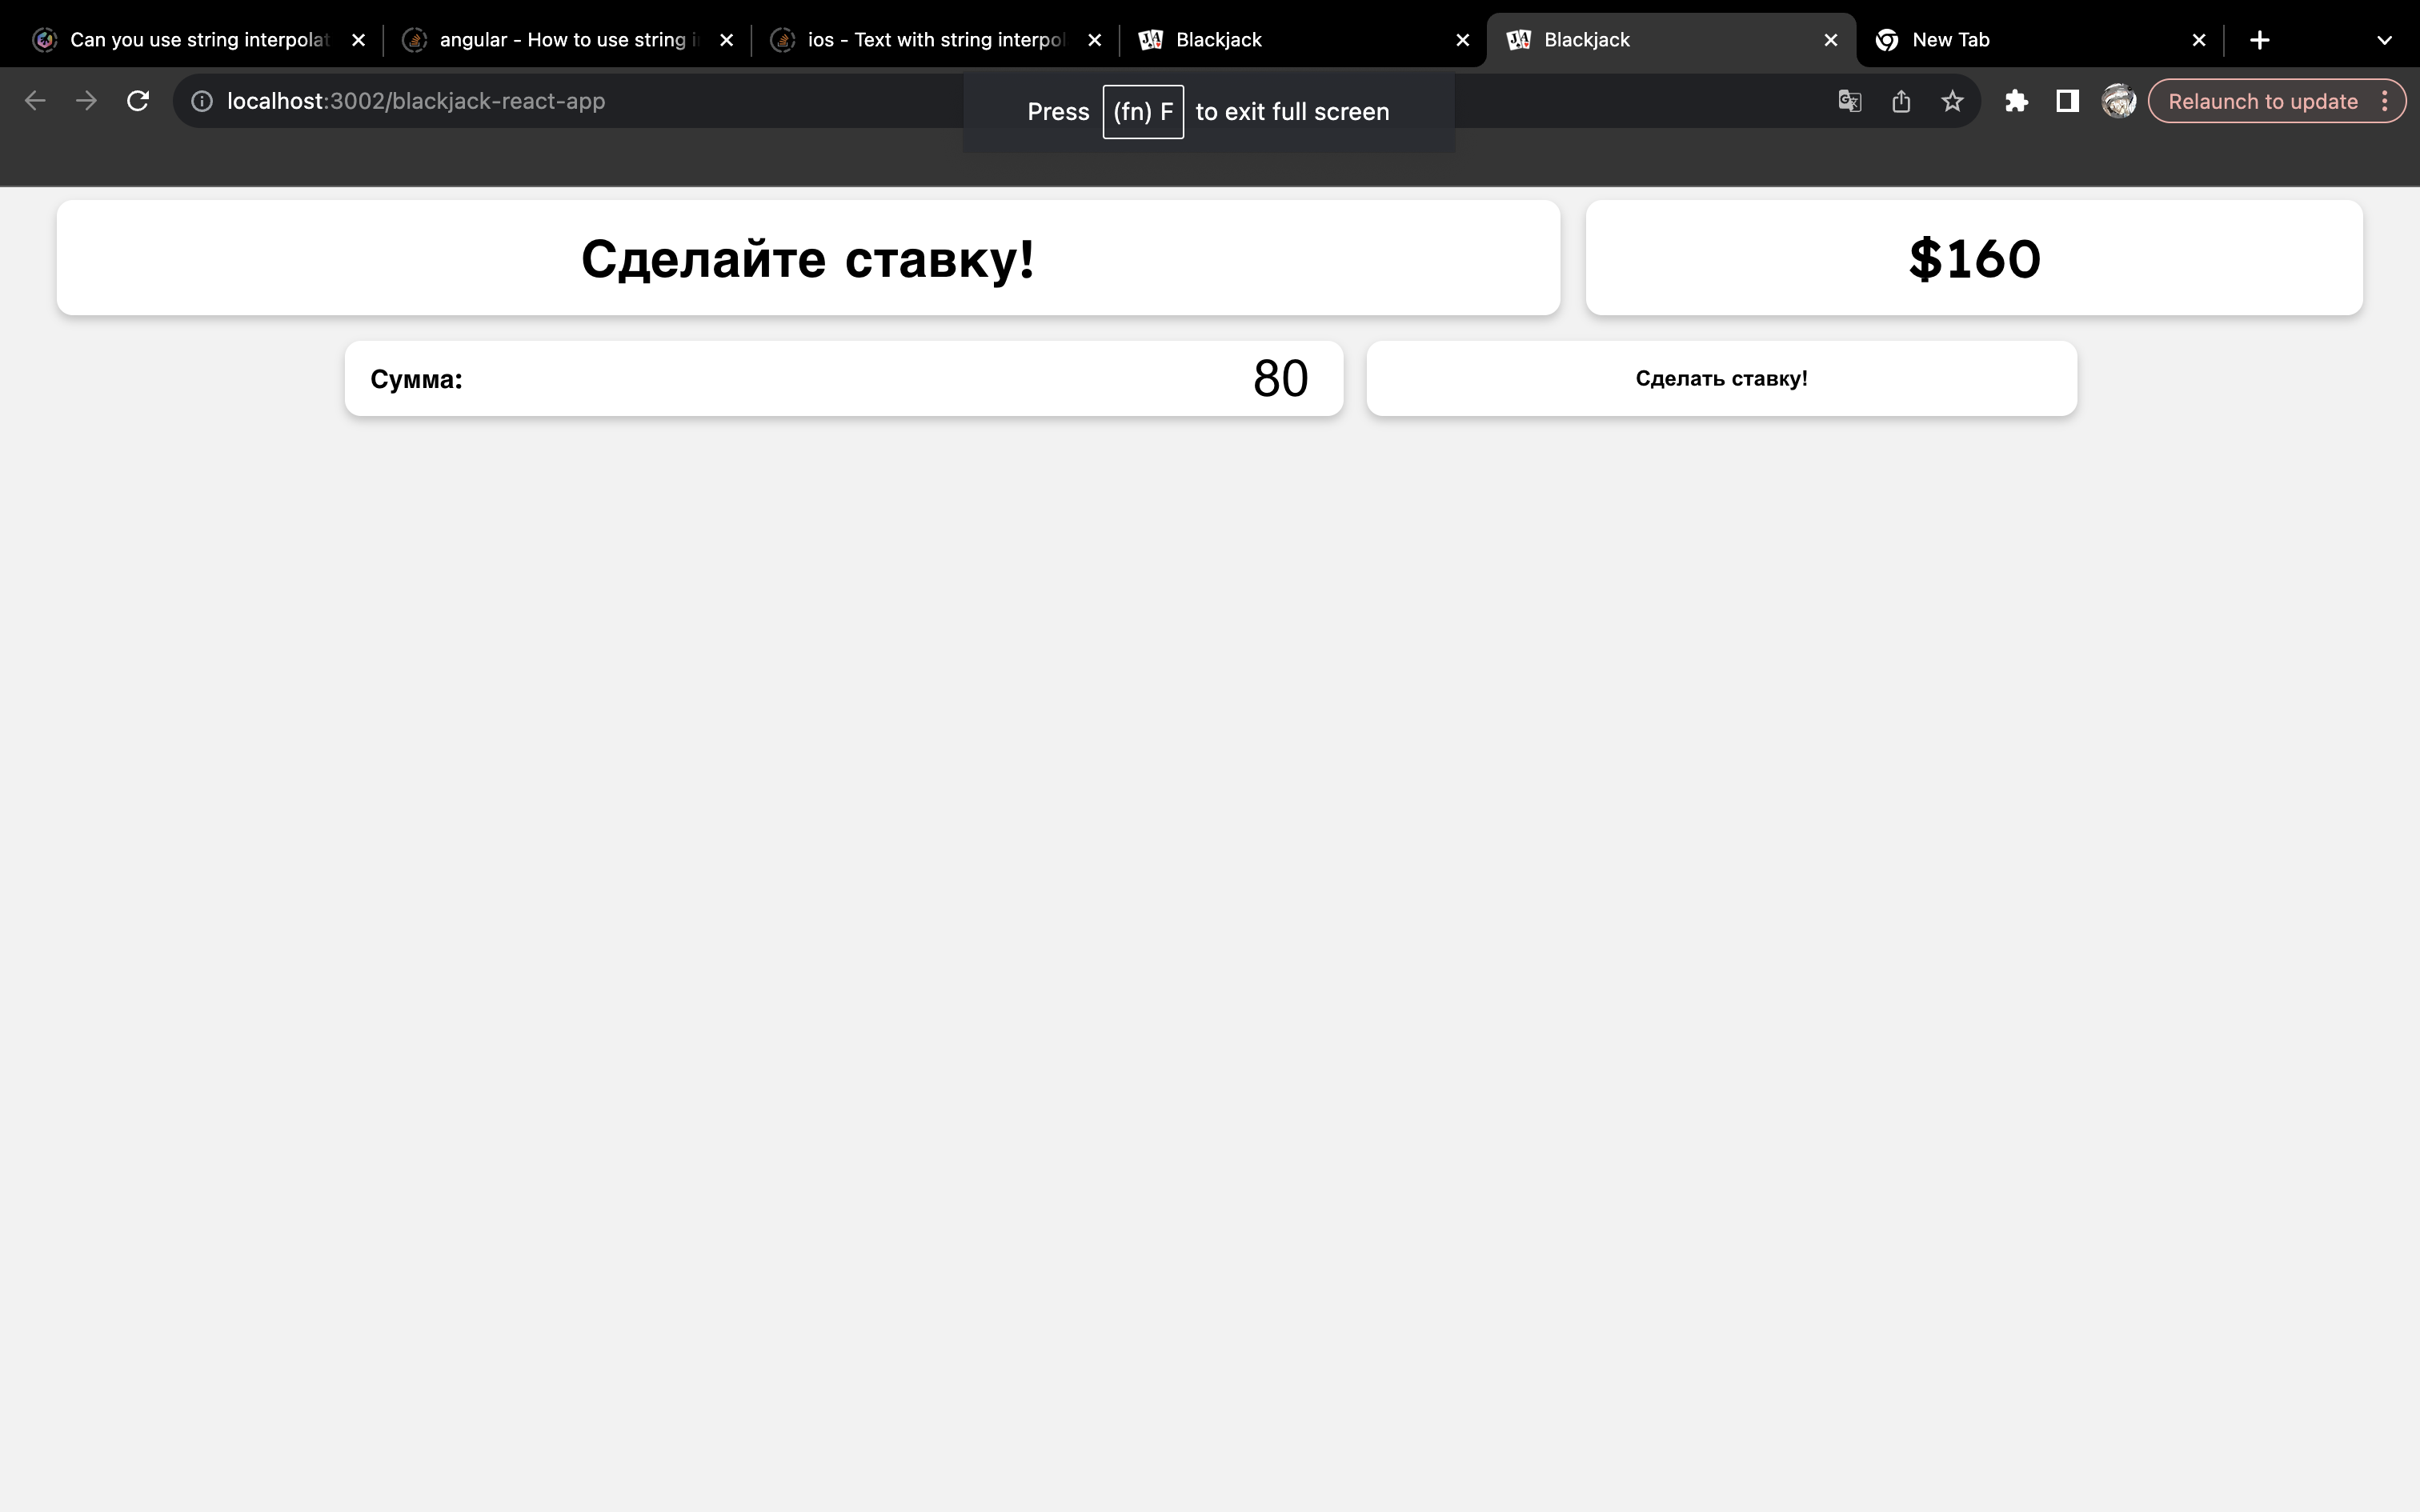 Can you use string interpolat
angular - How to use string i
ios - Text with string interpol
Blackjack
Blackjack
New Tab
localhost:3002/blackjack-react-app
Press (fn) F to exit full screen
Relaunch to update
Сделайте ставку!
$160
Сумма:
80
Сделать ставку!